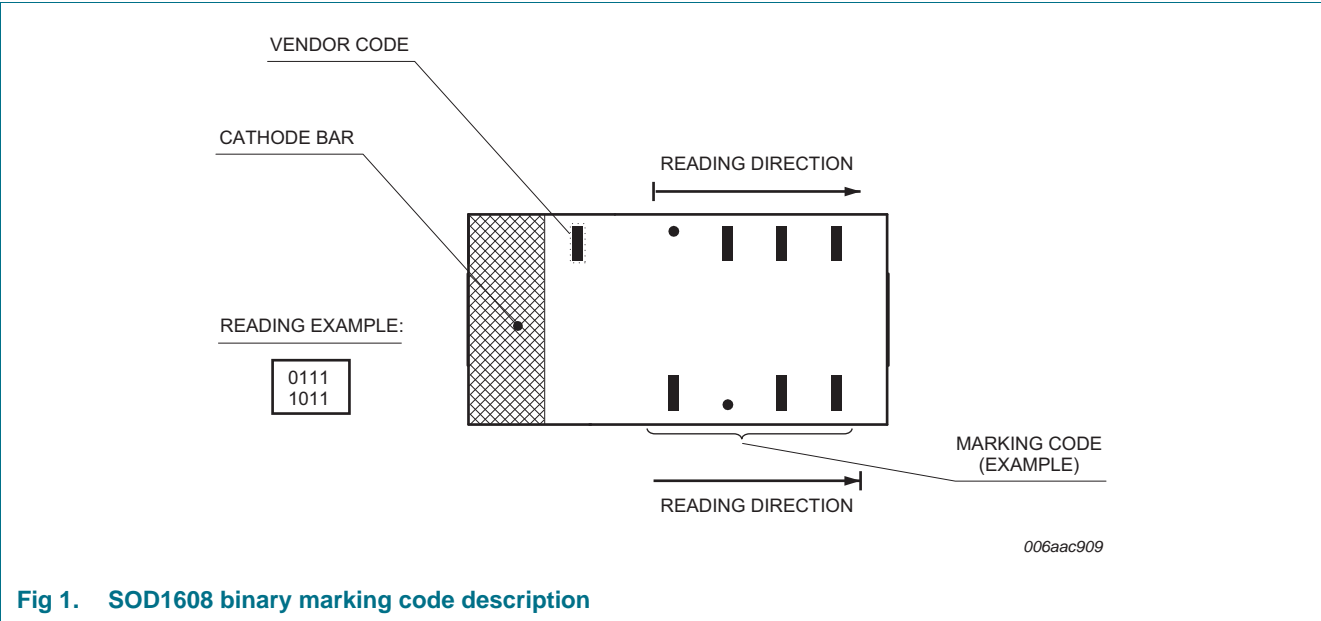 VENDOR CODE
CATHODE BAR
READING DIRECTION
READING EXAMPLE:
0111
1011
MARKING CODE
(EXAMPLE)
READING DIRECTION
006aac909
Fig 1. SOD1608 binary marking code description